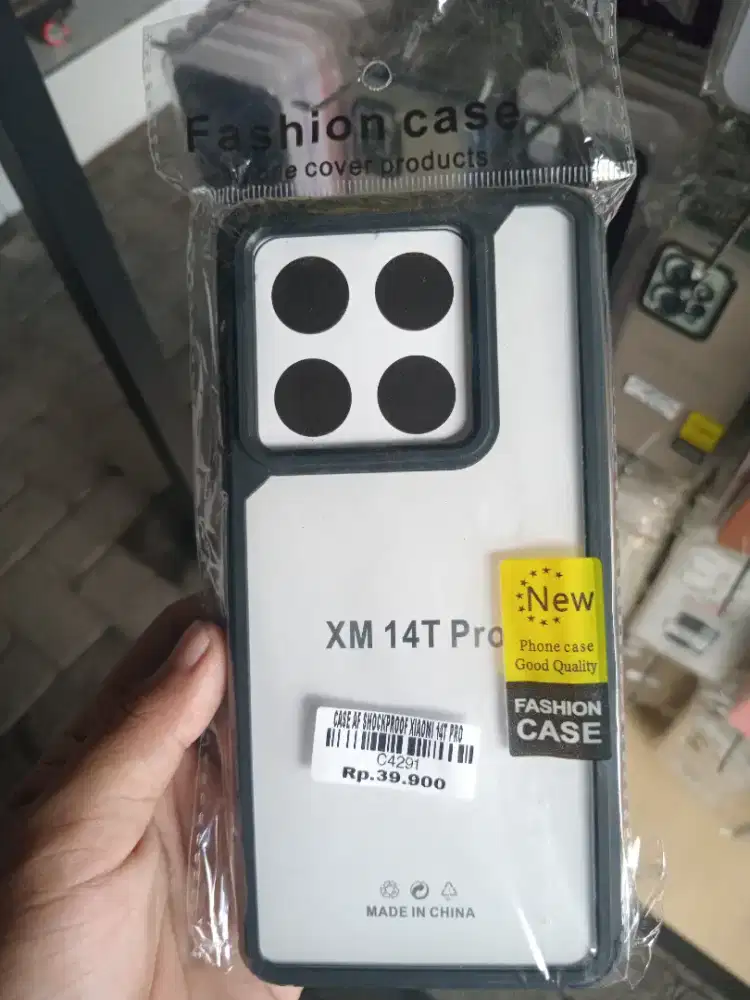 Fashion case
cover products
XM 14T Pro
New
Phone case
Good Quality
FASHION
CASE
CASE AF SHOCKPROOF XIAOMI 14T PRO
C4291
Rp.39.900
MADE IN CHINA